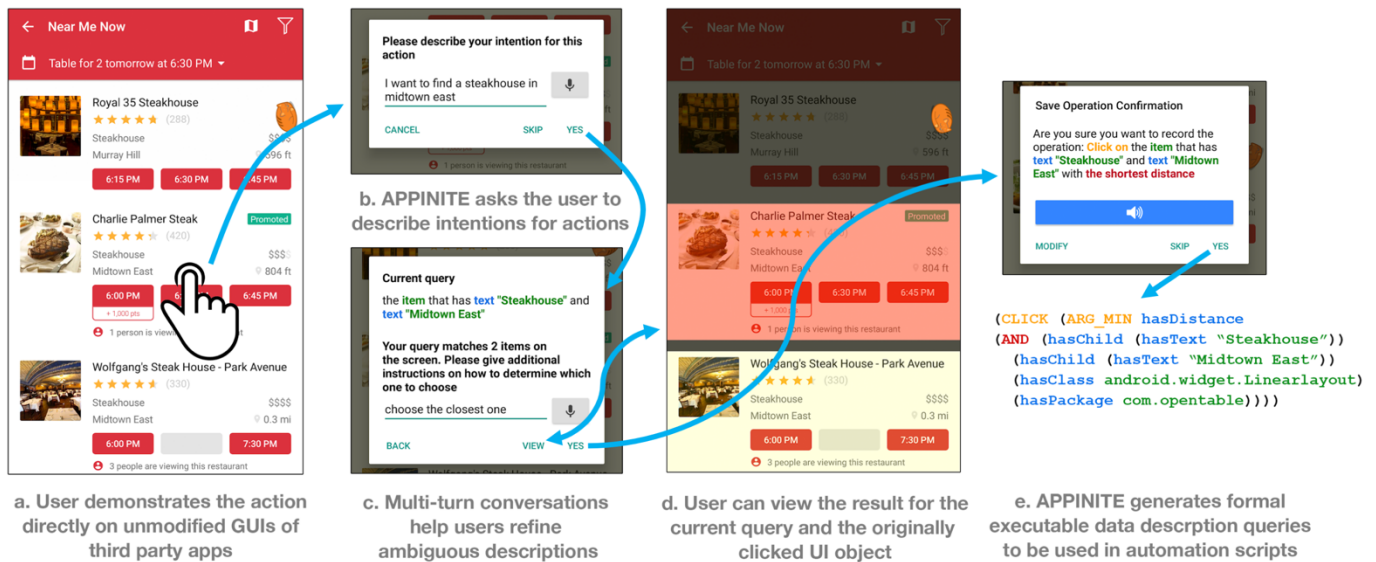 Near Me Now
Table for 2 tomorrow at 6:30 PM
Royal 35 Steakhouse
(288)
Steakhouse
$$$$
Murray Hill
596 ft
6:15 PM
6:30 PM
6:45 PM
Charlie Palmer Steak
Promoted
(420)
Steakhouse
$$$$
Midtown East
804 ft
6:00 PM
6:45 PM
+ 1,000 pts
1 person is
Wolfgang's Steak House - Park Avenue
(330)
Steakhouse
$$$$
Midtown East
0.3 mi
6:00 PM
7:30 PM
3 people are viewing this restaurant
a. User demonstrates the action
directly on unmodified GUIs of
third party apps
Please describe your intention for this
action
I want to find a steakhouse in
midtown east
CANCEL
SKIP
YES
1 person is viewing this restaurant
b. APPINITE asks the user to
describe intentions for actions
Current query
the item that has text "Steakhouse" and
text "Midtown East"
Your query matches 2 items on
the screen. Please give additional
instructions on how to determine which
one to choose
choose the closest one
BACK
VIEW
YES
c. Multi-turn conversations
help users refine
ambiguous descriptions
Near Me Now
Table for 2 tomorrow at 6:30 PM
Royal 35 Steakhouse
(288)
Steakhouse
$$$$
Murray Hill
596 ft
6:15 PM
6:30 PM
6:45 PM
Charlie Palmer Steak
Promoted
Steakhouse
$$$$
Midtown East
804 ft
6:00 PM
6:30 PM
6:45 PM
+ 1,000 pts
1 person is viewing this restaurant
Wolfgang's Steak House - Park Avenue
(330)
Steakhouse
$$$$
Midtown East
0.3 mi
6:00 PM
7:30 PM
3 people are viewing this restaurant
d. User can view the result for the
current query and the originally
clicked UI object
Save Operation Confirmation
Are you sure you want to record the
operation: Click on the item that has
text "Steakhouse" and text "Midtown
East" with the shortest distance
MODIFY
SKIP
YES
(CLICK (ARG_MIN hasDistance
(AND (hasChild (hasText “Steakhouse”))
(hasChild (hasText “Midtown East”))
(hasClass android.widget.Linearlayout)
(hasPackage com.opentable))))
e. APPINITE generates formal
executable data descrption queries
to be used in automation scripts